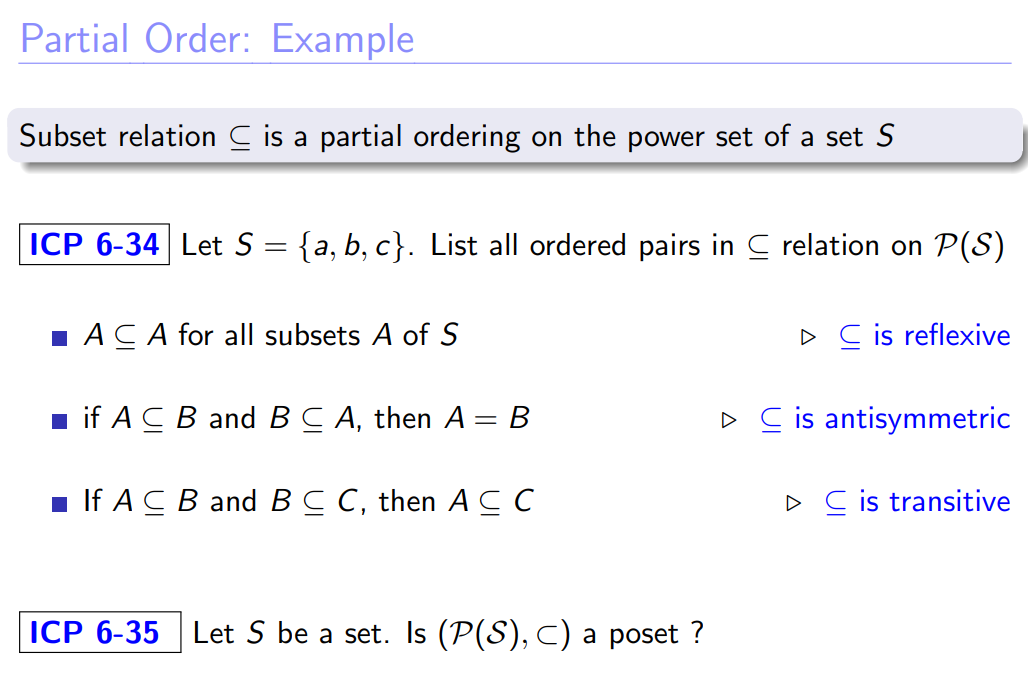 Partial Order: Example
Subset relation ⊆ is a partial ordering on the power set of a set S
ICP 6-34 Let S = {a, b, c}. List all ordered pairs in ⊆ relation on 𝒫(𝒮)
■ A ⊆ A for all subsets A of S ▷ ⊆ is reflexive
■ if A ⊆ B and B ⊆ A, then A = B ▷ ⊆ is antisymmetric
■ If A ⊆ B and B ⊆ C, then A ⊆ C ▷ ⊆ is transitive
ICP 6-35 Let S be a set. Is (𝒫(𝒮), ⊂) a poset ?